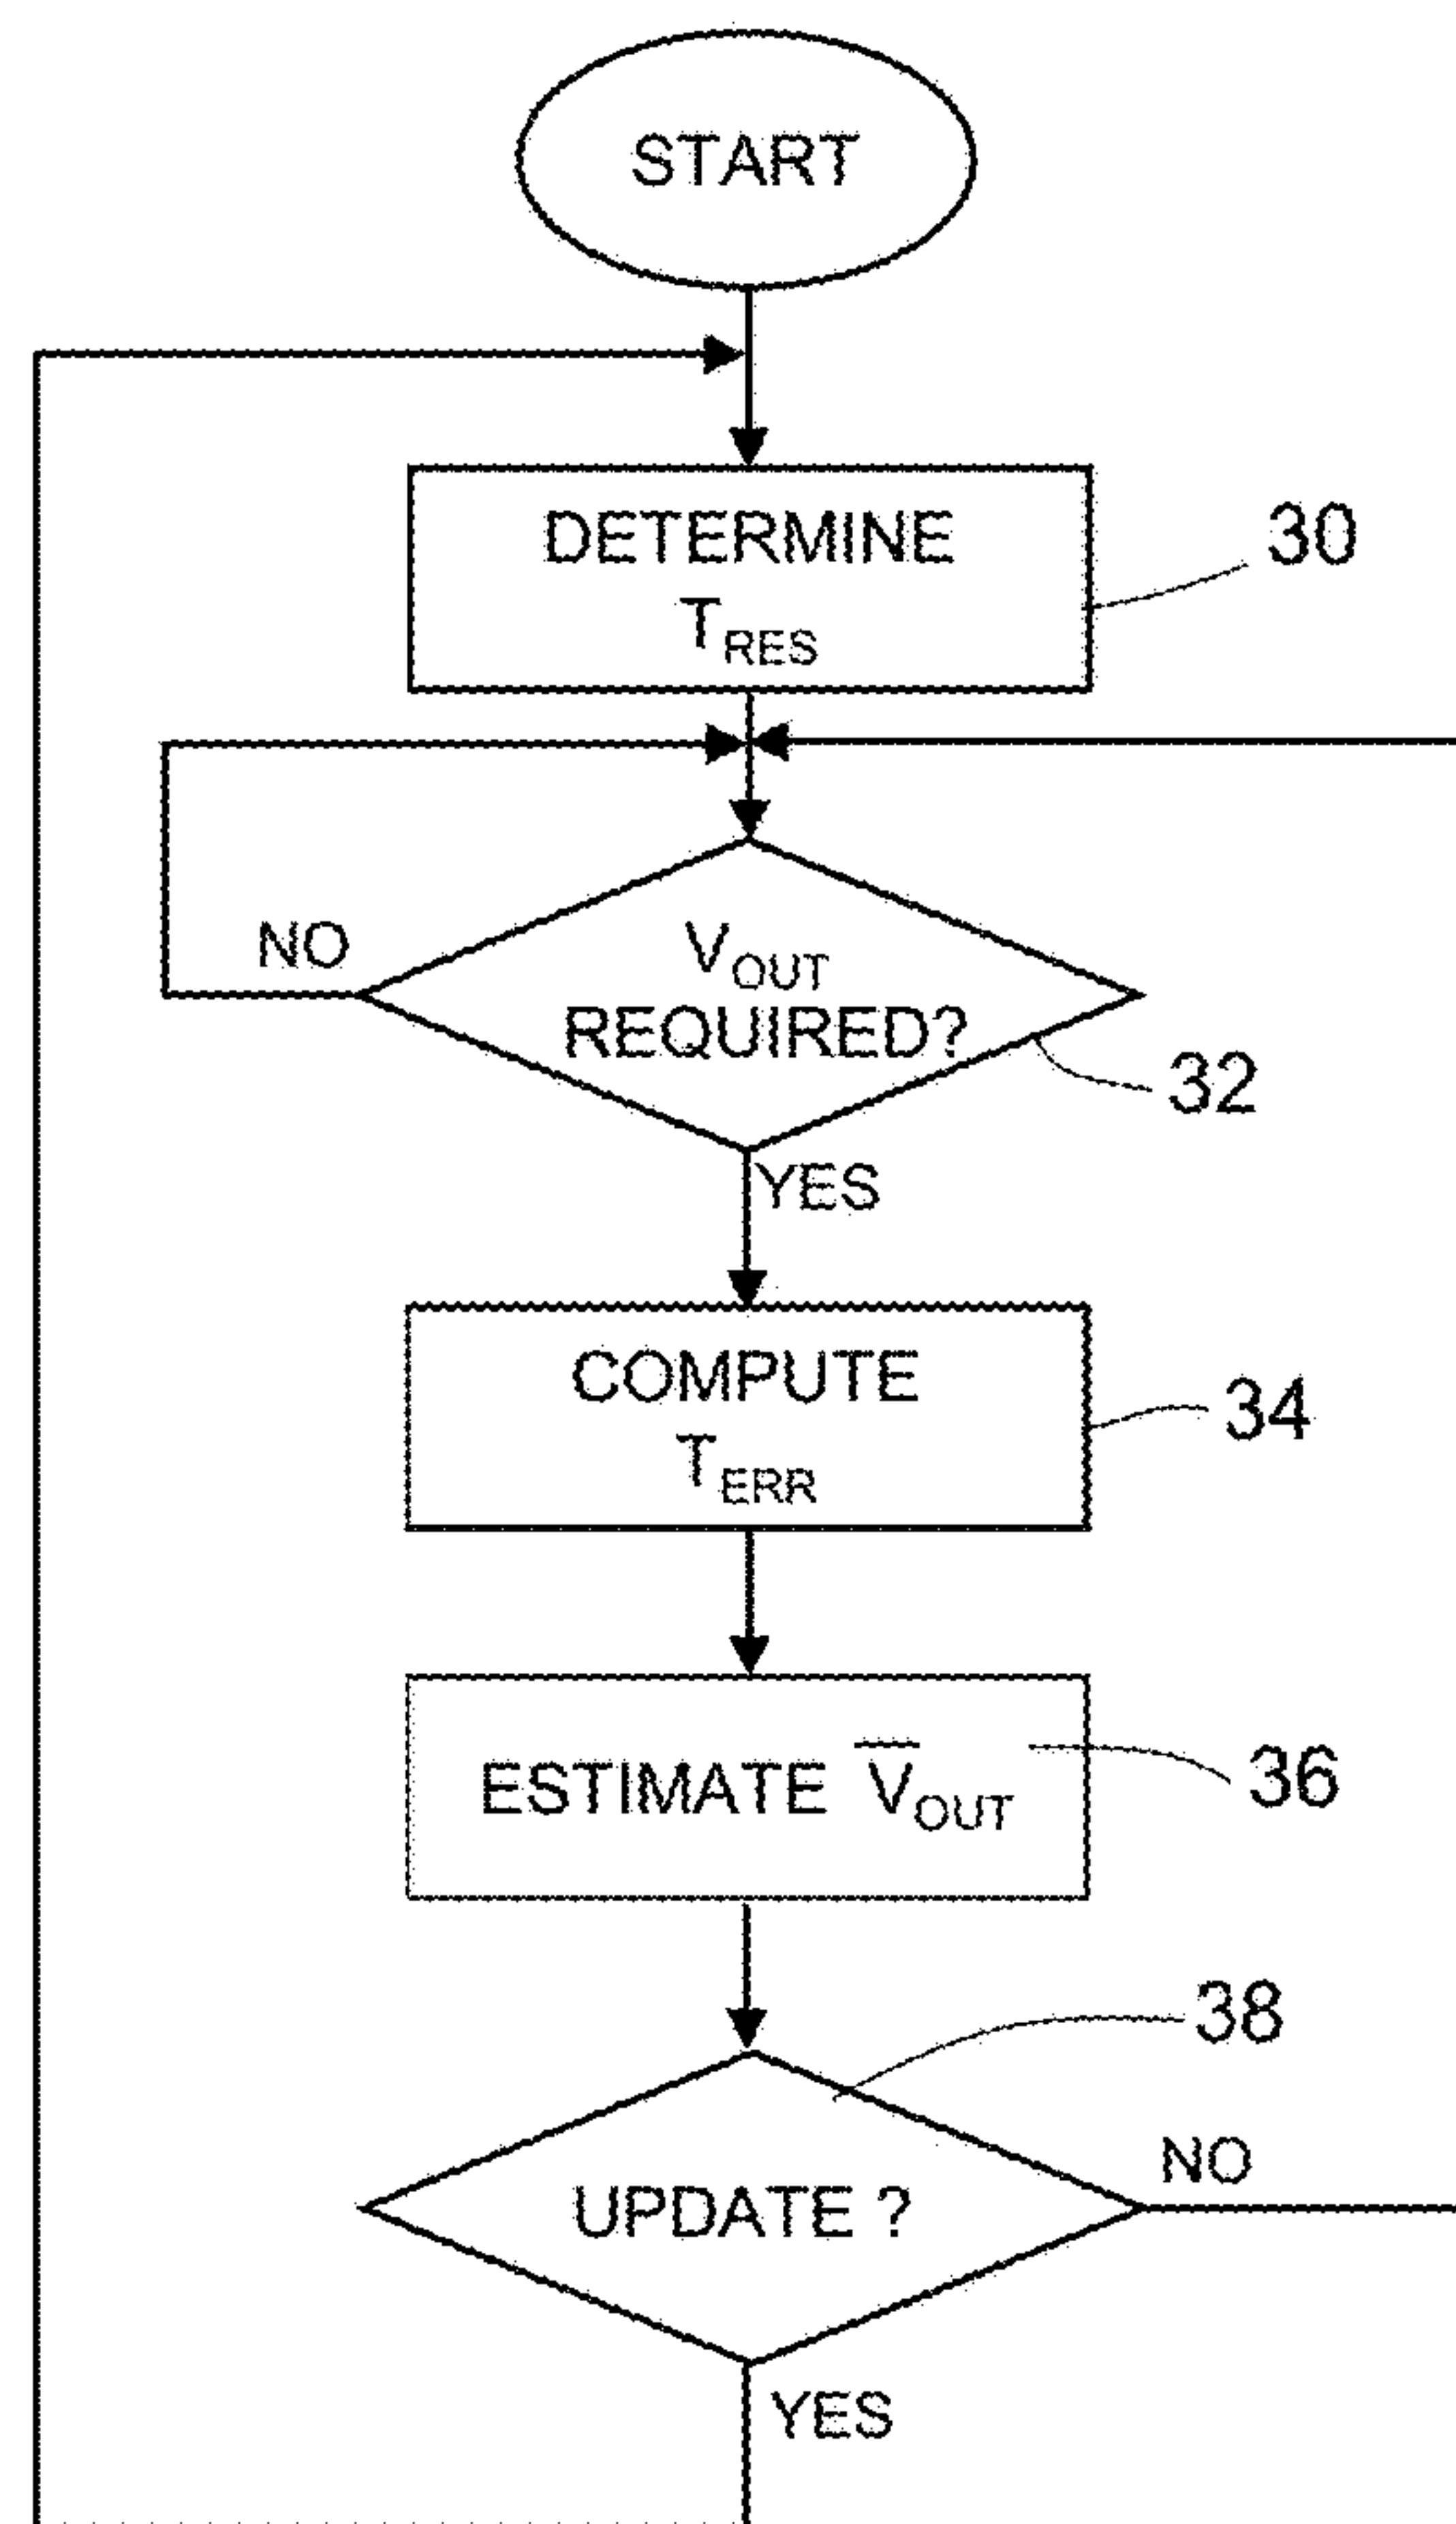 START
DETERMINE
T_RES
30
NO
V_OUT
REQUIRED?
32
YES
COMPUTE
T_ERR
34
ESTIMATE V̅_OUT
36
38
NO
UPDATE ?
YES